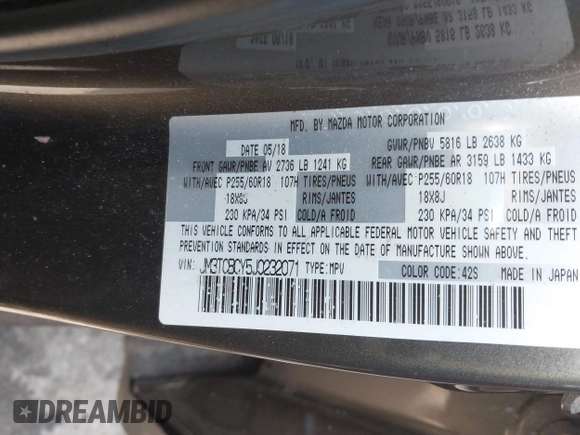 MFD. BY MAZDA MOTOR CORPORATION
DATE 05/18 GVWR/PNBV 5816 LB 2638 KG
FRONT GAWR/PNBE AV 2736 LB 1241 KG REAR GAWR/PNBE AR 3159 LB 1433 KG
WITH/AVEC P255/60R18 107H TIRES/PNEUS WITH/AVEC P255/60R18 107H TIRES/PNEUS
18X8J RIMS/JANTES 18X8J RIMS/JANTES
230 KPA/34 PSI COLD/A FROID 230 KPA/34 PSI COLD/A FROID
THIS VEHICLE CONFORMS TO ALL APPLICABLE FEDERAL MOTOR VEHICLE SAFETY AND THEFT
PREVENTION STANDARDS IN EFFECT ON THE DATE OF MANUFACTURE SHOWN ABOVE.
VIN: JM3TCBCY5J0232071 TYPE:MPV COLOR CODE:42S MADE IN JAPAN
DREAMBID